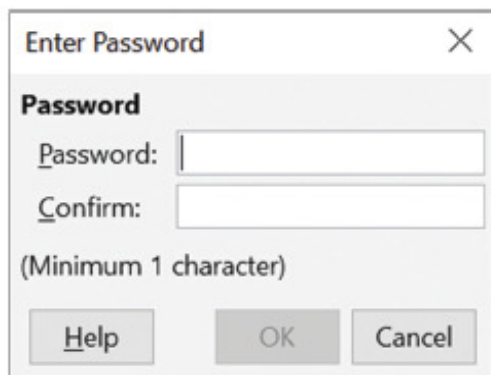 Enter Password
Password
Password:
Confirm:
(Minimum 1 character)
Help OK Cancel